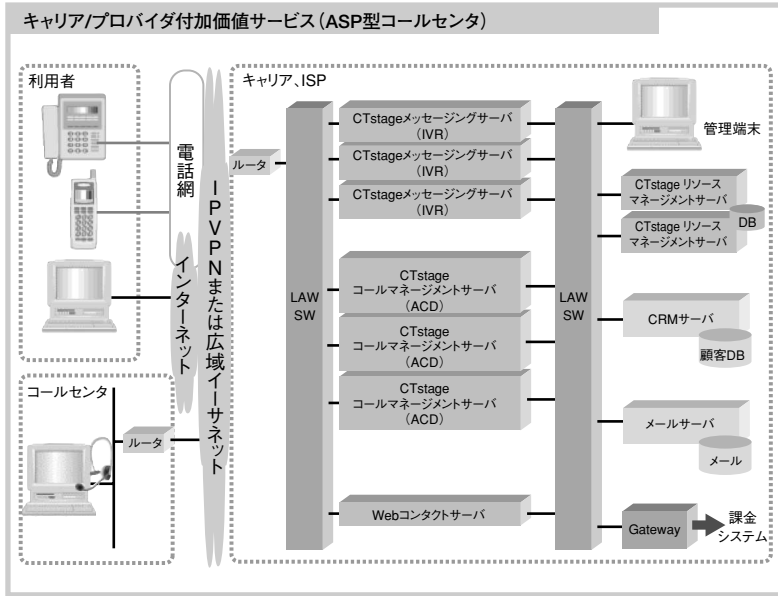 キャリア/プロバイダ付加価値サービス（ASP型コールセンタ）
利用者
電話網
インターネット
コールセンタ
ルータ
IPVPNまたは広域イーサネット
キャリア、ISP
ルータ
LAW
SW
CTstageメッセージングサーバ
（IVR）
CTstageメッセージングサーバ
（IVR）
CTstageメッセージングサーバ
（IVR）
CTstage
コールマネージメントサーバ
（ACD）
CTstage
コールマネージメントサーバ
（ACD）
CTstage
コールマネージメントサーバ
（ACD）
Webコンタクトサーバ
LAW
SW
管理端末
CTstage リソース
マネージメントサーバ
CTstage リソース
マネージメントサーバ
DB
CRMサーバ
顧客DB
メールサーバ
メール
Gateway
課金
システム